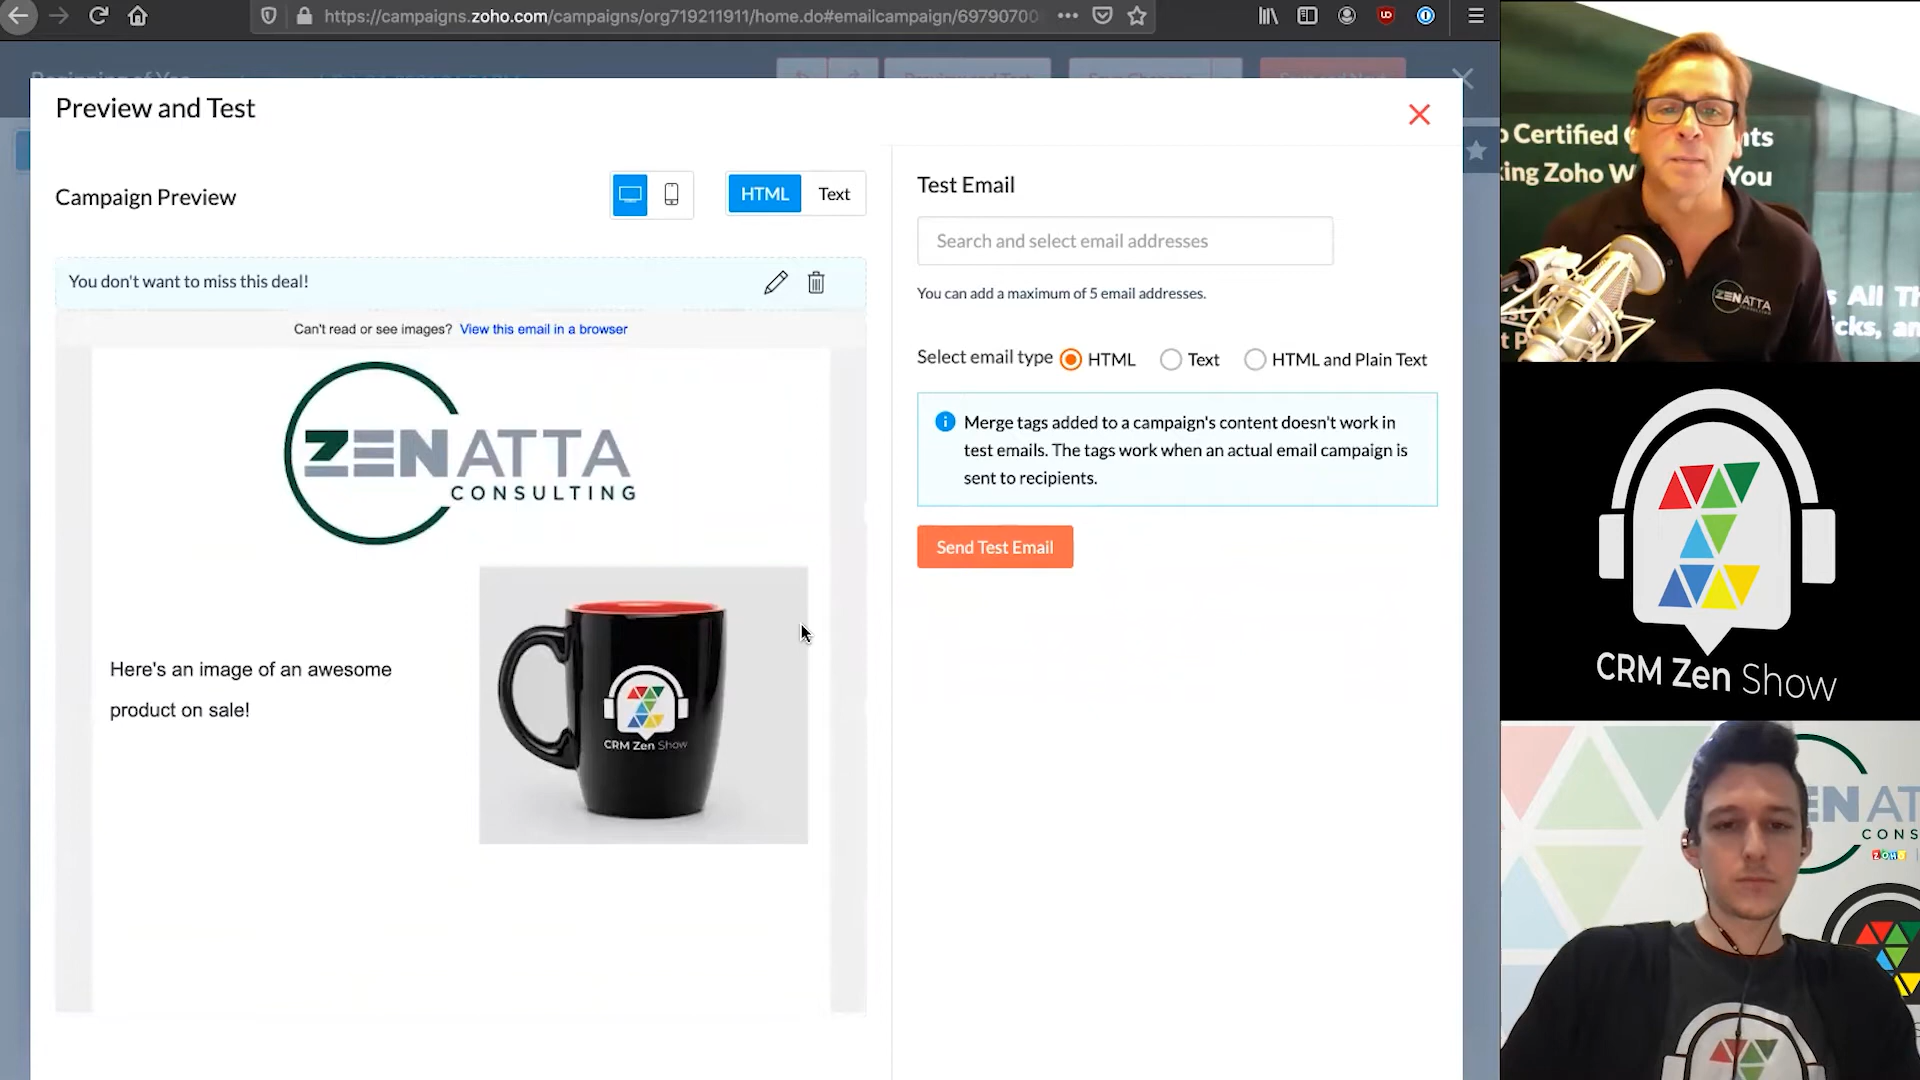 https://campaigns.zoho.com/campaigns/org719211911/home.do#emailcampaign/69790700
Preview and Test
Campaign Preview
HTML
Text
You don't want to miss this deal!
Can't read or see images? View this email in a browser
ZENATTA
CONSULTING
Here's an image of an awesome
product on sale!
CRM Zen Show
Test Email
Search and select email addresses
You can add a maximum of 5 email addresses.
Select email type HTML Text HTML and Plain Text
Merge tags added to a campaign's content doesn't work in
test emails. The tags work when an actual email campaign is
sent to recipients.
Send Test Email
Certified
Zoho
You
ZENATTA
CONSULTING
All
CRM Zen Show
ZOHO